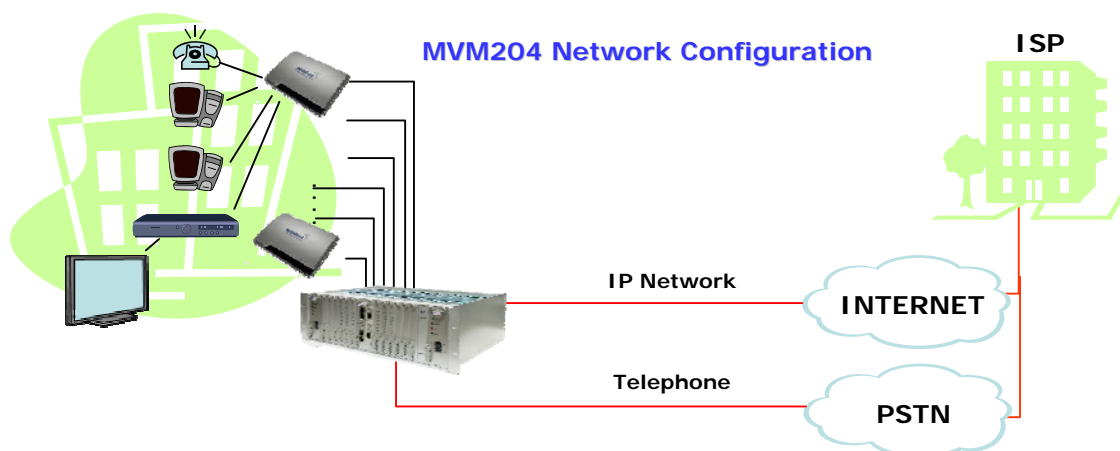 MVM204 Network Configuration
ISP
IP Network
INTERNET
Telephone
PSTN